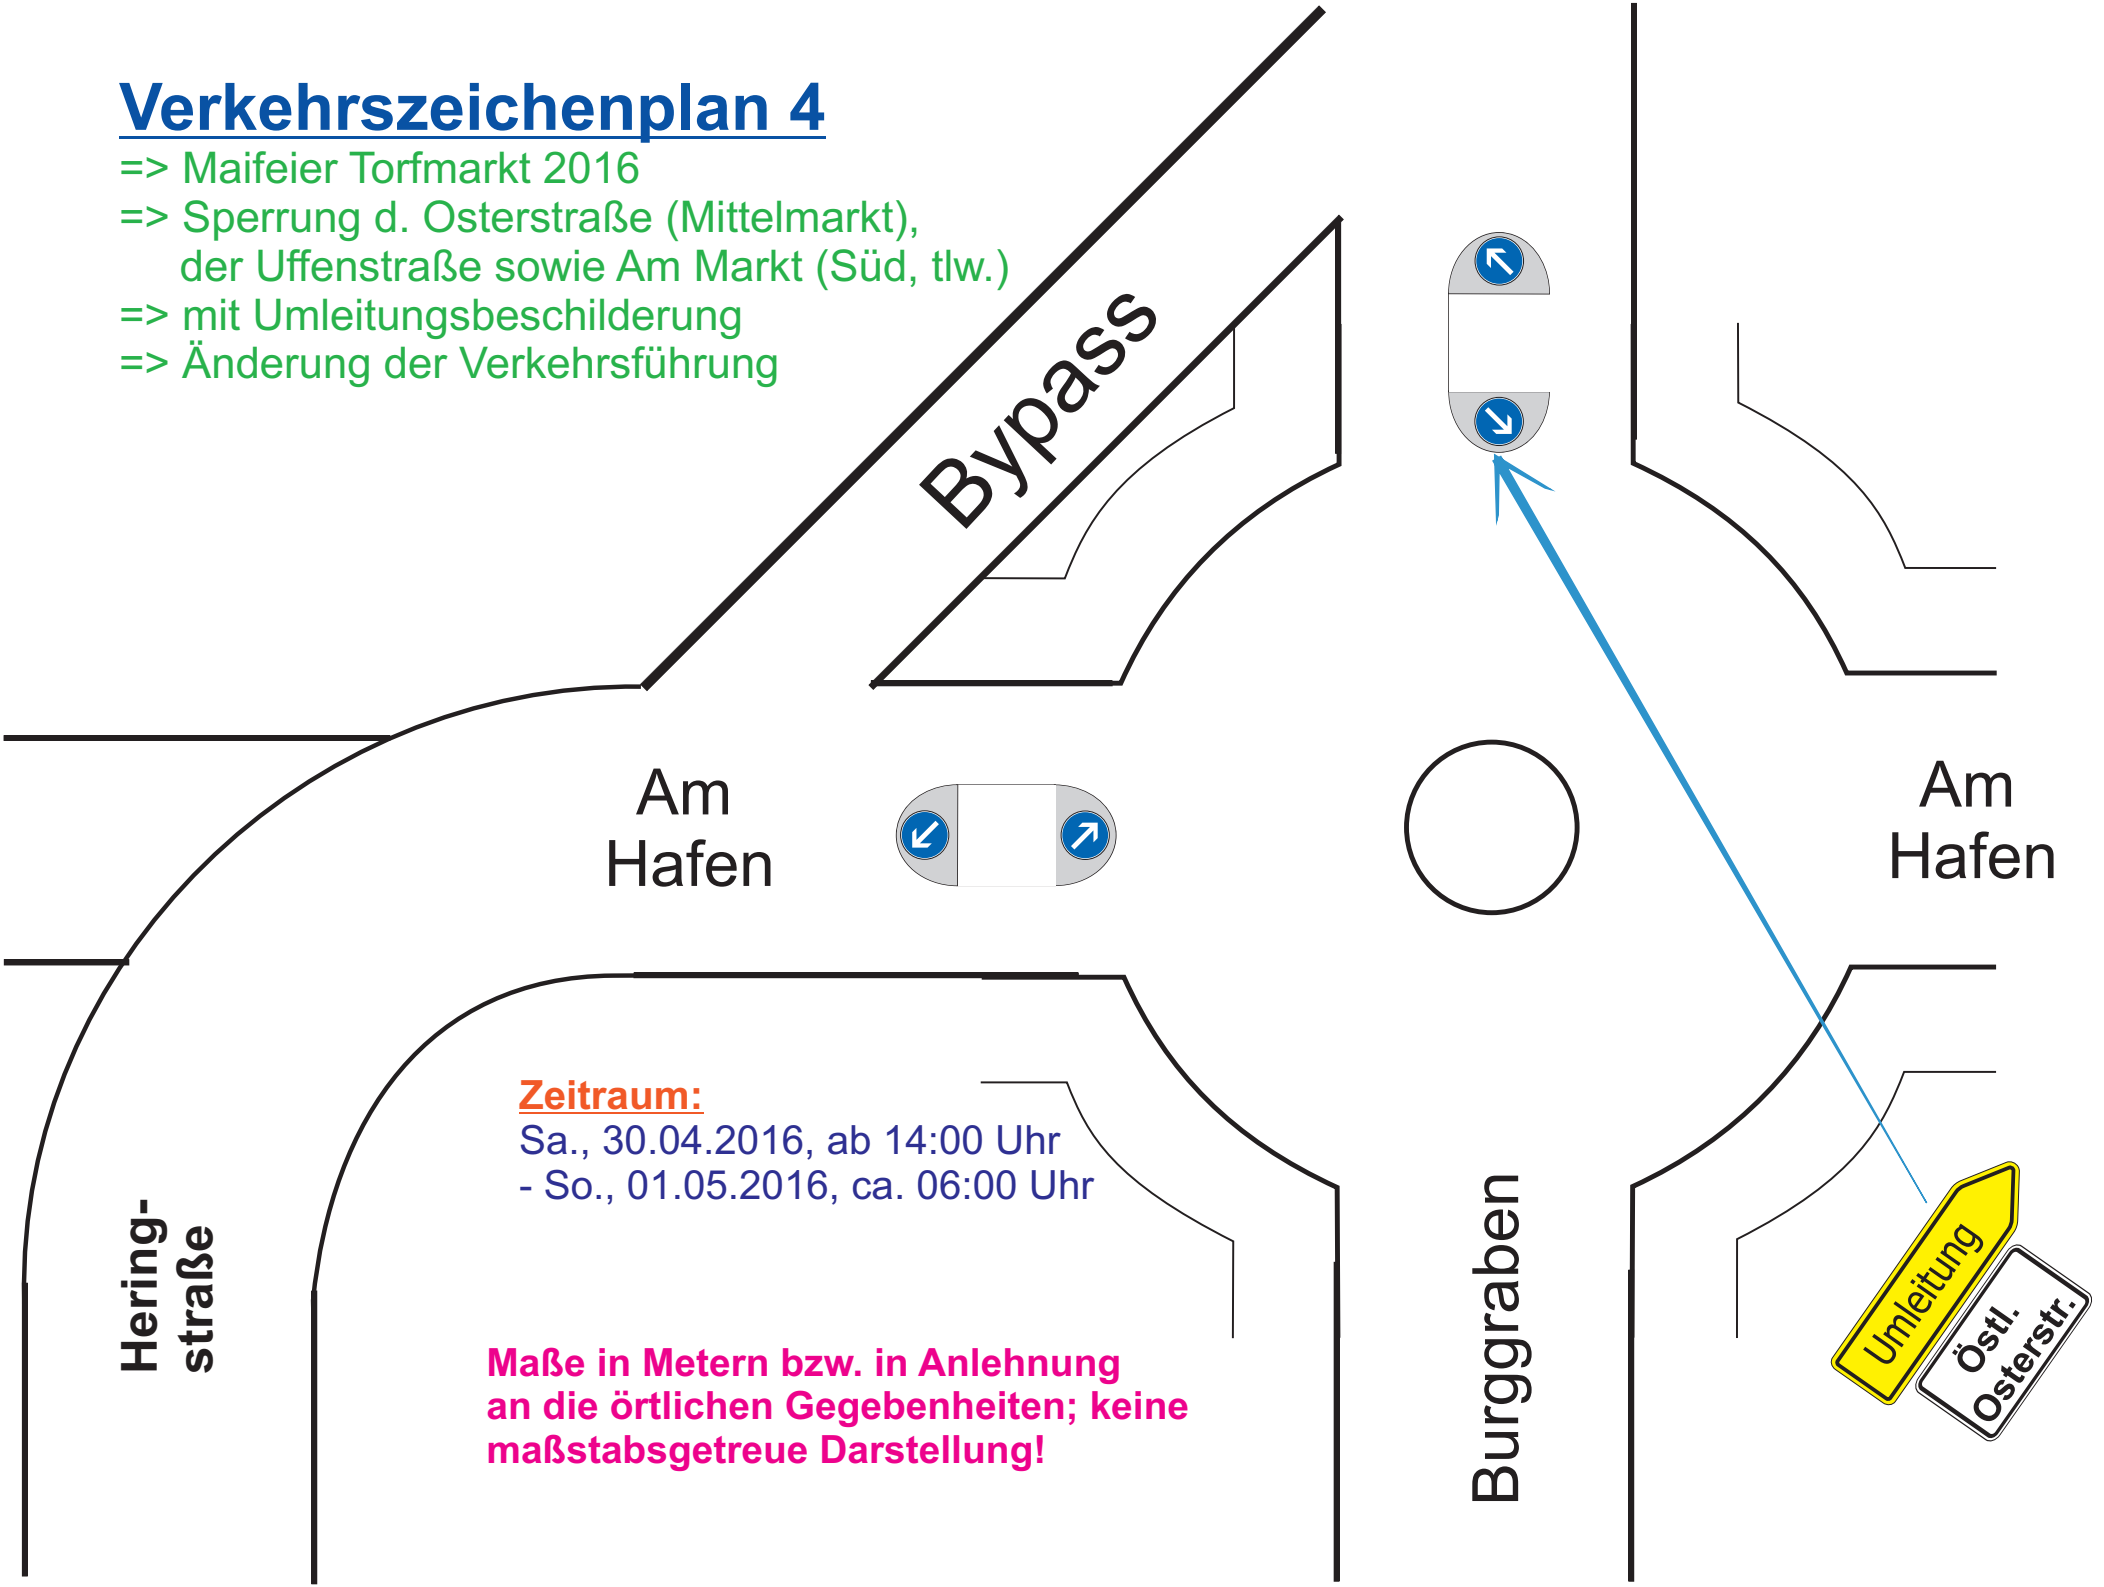 Verkehrszeichenplan 4
=> Maifeier Torfmarkt 2016
=> Sperrung d. Osterstraße (Mittelmarkt),
der Uffenstraße sowie Am Markt (Süd, tlw.)
=> mit Umleitungsbeschilderung
=> Änderung der Verkehrsführung
Bypass
Am
Hafen
Am
Hafen
Zeitraum:
Sa., 30.04.2016, ab 14:00 Uhr
- So., 01.05.2016, ca. 06:00 Uhr
Hering-
straße
Burggraben
Umleitung
Östl.
Osterstr.
Maße in Metern bzw. in Anlehnung
an die örtlichen Gegebenheiten; keine
maßstabsgetreue Darstellung!